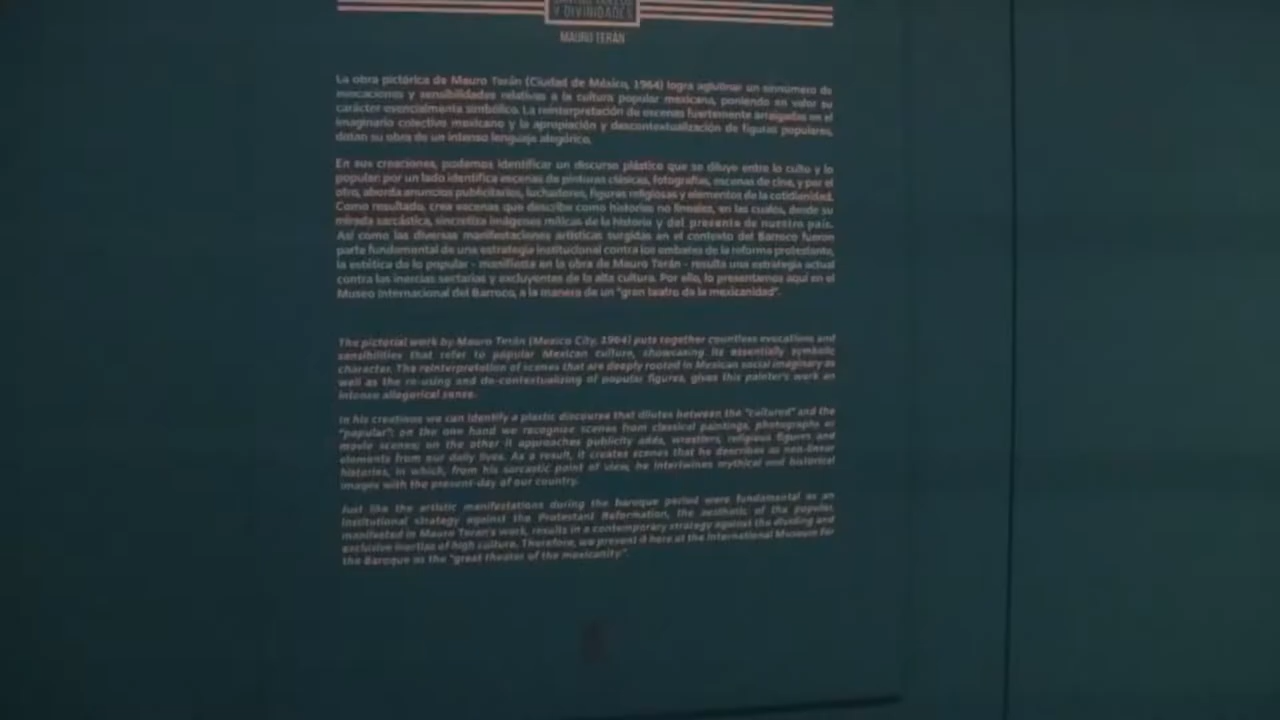 Y DIVINIDADES
MAURO TERÁN
La obra pictórica de Mauro Terán (Ciudad de México, 1964) logra aglutinar un sinnúmero de
evocaciones y sensibilidades relativas a la cultura popular mexicana, poniendo en valor su
carácter esencialmente simbólico. La reinterpretación de escenas fuertemente arraigadas en el
imaginario colectivo mexicano y la apropiación y descontextualización de figuras populares,
dotan su obra de un intenso lenguaje alegórico.
En sus creaciones, podemos identificar un discurso plástico que se diluye entre lo culto y lo
popular: por un lado identifica escenas de pinturas clásicas, fotografías, escenas de cine, y por el
otro, aborda anuncios publicitarios, luchadores, figuras religiosas y elementos de la cotidianidad.
Como resultado, crea escenas que describe como historias no lineales, en las cuales, desde su
mirada sarcástica, sincretiza imágenes míticas de la historia y del presente de nuestro país.
Así como las diversas manifestaciones artísticas surgidas en el contexto del Barroco fueron
parte fundamental de una estrategia institucional contra los embates de la reforma protestante,
la estética de lo popular - manifiesta en la obra de Mauro Terán - resulta una estrategia actual
contra las inercias sectarias y excluyentes de la alta cultura. Por ello, lo presentamos aquí en el
Museo Internacional del Barroco, a la manera de un "gran teatro de la mexicanidad".
The pictorial work by Mauro Terán (Mexico City, 1964) puts together countless evocations and
sensibilities that refer to popular Mexican culture, showcasing its essentially symbolic
character. The reinterpretation of scenes that are deeply rooted in Mexican social imaginary as
well as the re-using and de-contextualizing of popular figures, gives this painter's work an
intense allegorical sense.
In his creations we can identify a plastic discourse that dilutes between the "cultured" and the
"popular": on the one hand we recognize scenes from classical paintings, photographs or
movie scenes; on the other it approaches publicity adds, wrestlers, religious figures and
elements from our daily lives. As a result, it creates scenes that he describes as non-linear
histories, in which, from his sarcastic point of view, he intertwines mythical and historical
images with the present-day of our country.
Just like the artistic manifestations during the baroque period were fundamental as an
institutional strategy against the Protestant Reformation, the aesthetic of the popular,
manifested in Mauro Terán's work, results in a contemporary strategy against the dividing and
exclusive inertias of high culture. Therefore, we present it here at the International Museum for
the Baroque as the "great theater of the mexicanity".